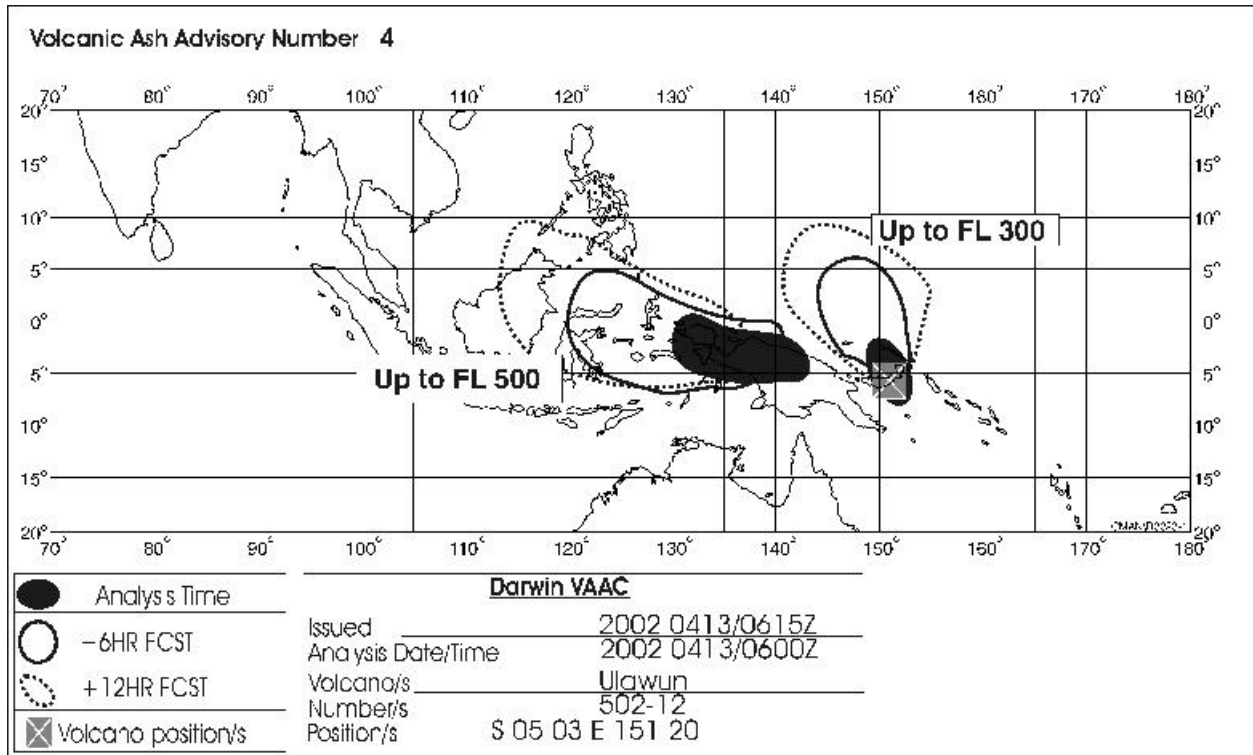 Volcanic Ash Advisory Number 4
70° 80° 90° 100° 110° 120° 130° 140° 150° 160° 170° 180°
20° 20°
15° 15°
10° 10°
Up to FL 300
5° 5°
0° 0°
5° Up to FL 500 5°
10° 10°
15° 15°
20° 20°
70° 80° 90° 100° 110° 120° 130° 140° 150° 160° 170° 180°
Analys s Time
–6HR FCST
+12HR FCST
Volcano position/s
Darwin VAAC
Issued 2002 0413/0615Z
Ana ysis Date/Time 2002 0413/0600Z
Volcano/s Ulawun
Number/s 502-12
Position/s S 05 03 E 151 20